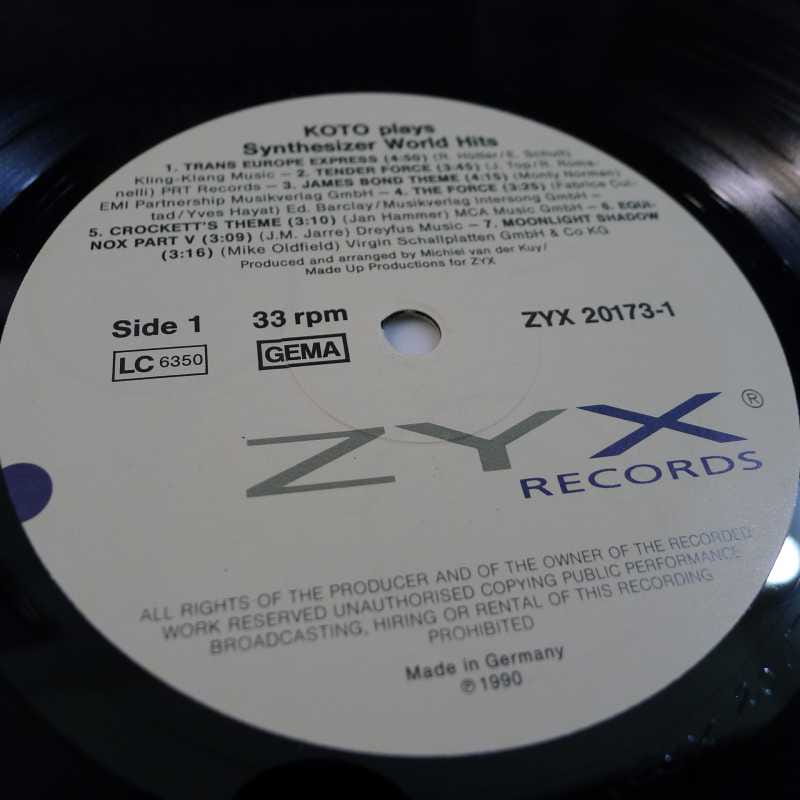 KOTO plays
Synthesizer World Hits
1. TRANS EUROPE EXPRESS (4:50) (R. Hütter/E. Schult)
Kling-Klang Music – 2. TENDER FORCE (3:45) (J. Top/R. Roma-
nelli) PRT Records – 3. JAMES BOND THEME (4:15) (Monty Norman)
EMI Partnership Musikverlag GmbH – 4. THE FORCE (3:25) (Fabrice Cui-
tad/Yves Hayat) Ed. Barclay/Musikverlag Intersong GmbH –
5. CROCKETT'S THEME (3:10) (Jan Hammer) MCA Music GmbH – 6. EQUI-
NOX PART V (3:09) (J.M. Jarre) Dreyfus Music – 7. MOONLIGHT SHADOW
(3:16) (Mike Oldfield) Virgin Schallplatten GmbH & Co KG
Produced and arranged by Michiel van der Kuy/
Made Up Productions for ZYX
Side 1 33 rpm ZYX 20173-1
LC 6350 GEMA
ZYX ®
RECORDS
ALL RIGHTS OF THE PRODUCER AND OF THE OWNER OF THE RECORDED
WORK RESERVED UNAUTHORISED COPYING PUBLIC PERFORMANCE
BROADCASTING, HIRING OR RENTAL OF THIS RECORDING
PROHIBITED
Made in Germany
℗ 1990